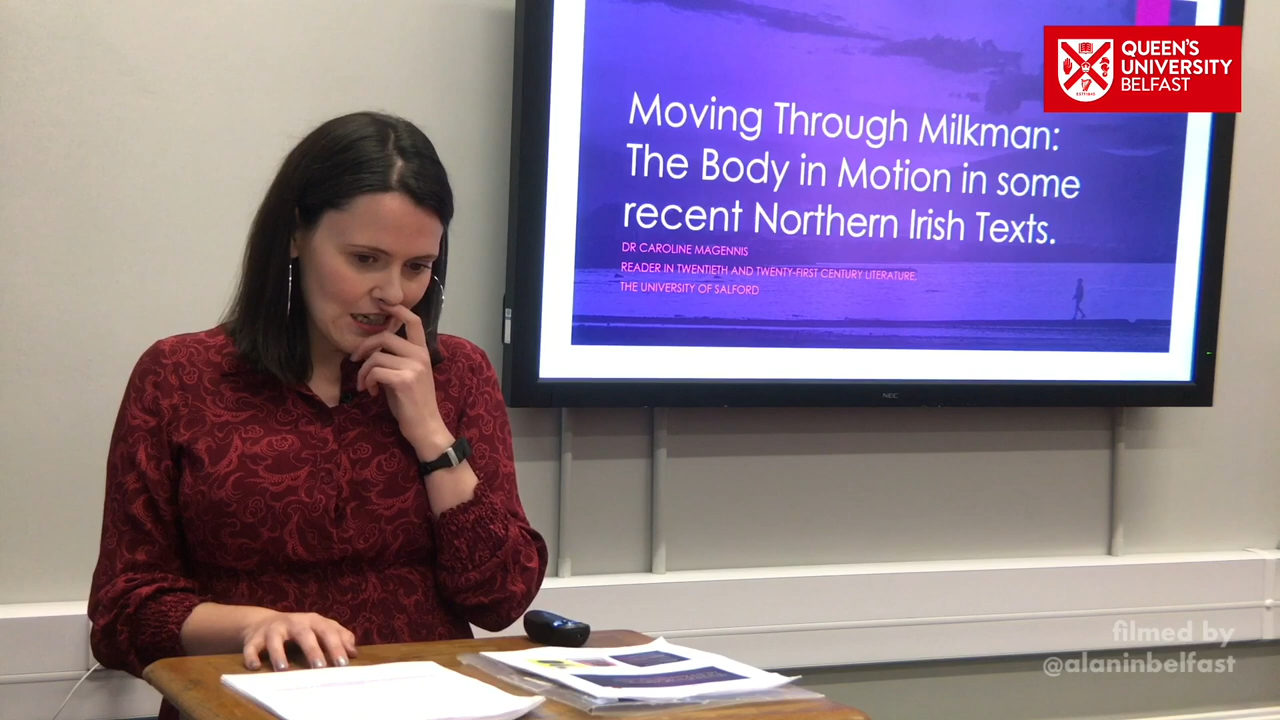 QUEEN'S
UNIVERSITY
BELFAST
Moving Through Milkman:
The Body in Motion in some
recent Northern Irish Texts.
DR CAROLINE MAGENNIS
READER IN TWENTIETH AND TWENTY-FIRST CENTURY LITERATURE,
THE UNIVERSITY OF SALFORD
NEC
filmed by
@alaninbelfast